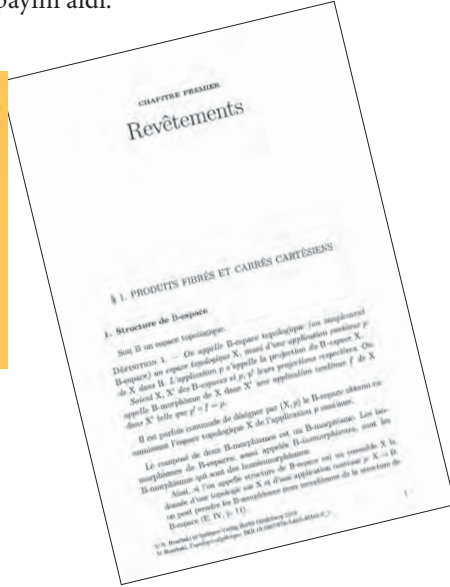 payını aldı.
CHAPITRE PREMIER
Revêtements
§ 1. PRODUITS FIBRÉS ET CARRÉS CARTÉSIENS
1. Structure de B-espace
Soit B un espace topologique.
DÉFINITION 1. — On appelle B-espace topologique (ou simplement
B-espace) un espace topologique X, muni d'une application continue p
de X dans B. L'application p s'appelle la projection du B-espace X.
Soient X, X′ des B-espaces et p, p′ leurs projections respectives. On
appelle B-morphisme de X dans X′ une application continue f de X
dans X′ telle que p′ ∘ f = p.
Il est parfois commode de désigner par (X, p) le B-espace obtenu en
munissant l'espace topologique X de l'application p continue.
Le composé de deux B-morphismes est un B-morphisme. Les iso-
morphismes de B-espaces, aussi appelés B-isomorphismes, sont les
B-morphismes qui sont des homéomorphismes.
Ainsi, si l'on appelle structure de B-espace sur un ensemble X la
donnée d'une topologie sur X et d'une application continue p: X → B,
on peut prendre les B-morphismes pour morphismes de la structure de
B-espace (E, IV, p. 11).